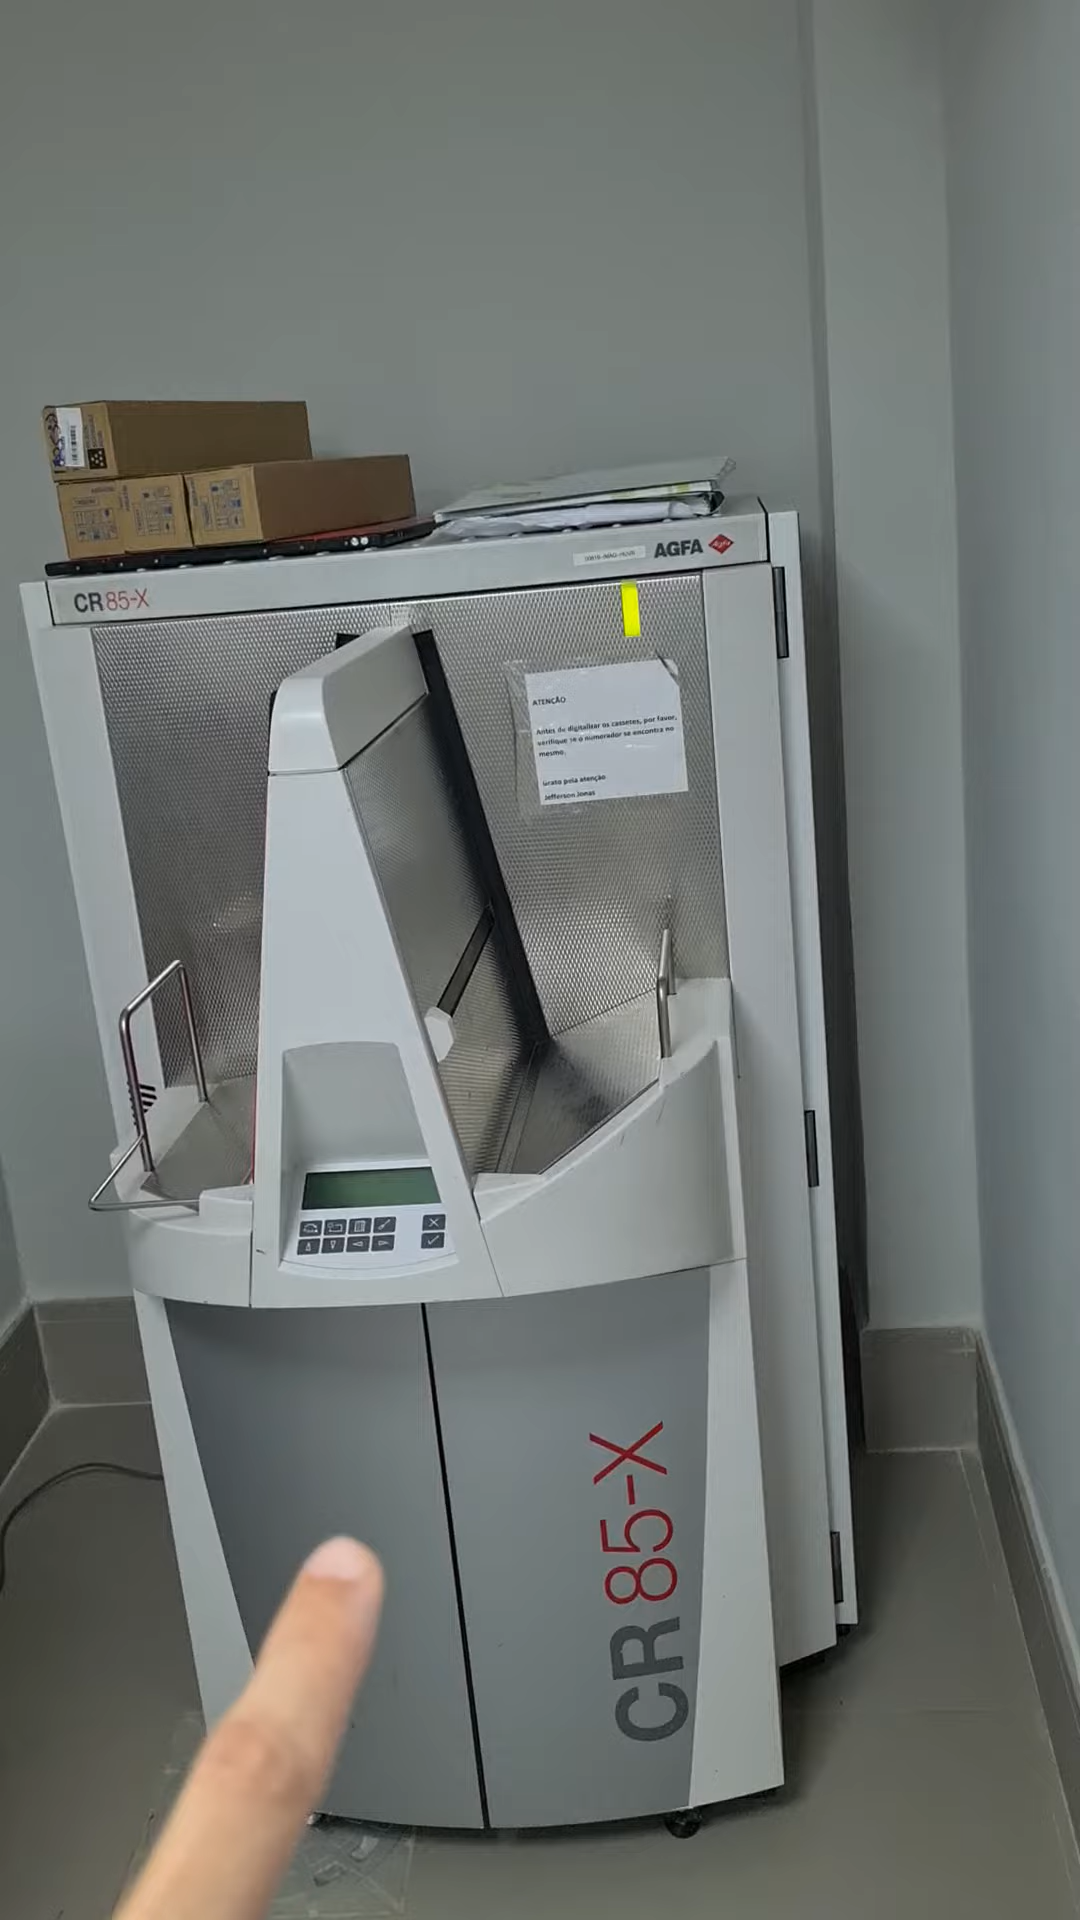 AGFA
Agfa
CR 85-X
ATENÇÃO
Antes de digitalizar os cassetes, por favor,
verifique se o numerador se encontra no
mesmo.
Grato pela atenção
Jefferson Jonas
CR 85-X